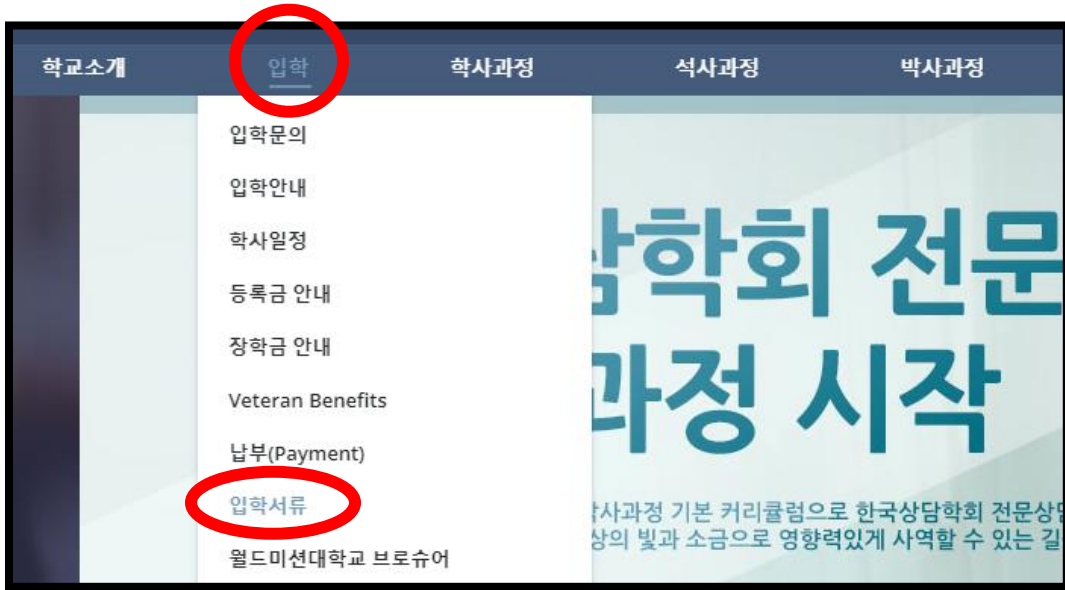 학교소개 입학 학사과정 석사과정 박사과정
입학문의
입학안내
학사일정
등록금 안내
장학금 안내
Veteran Benefits
납부(Payment)
입학서류
월드미션대학교 브로슈어
담학회 전문
과정 시작
학사과정 기본 커리큘럼으로 한국상담학회 전문상담
상의 빛과 소금으로 영향력있게 사역할 수 있는 길